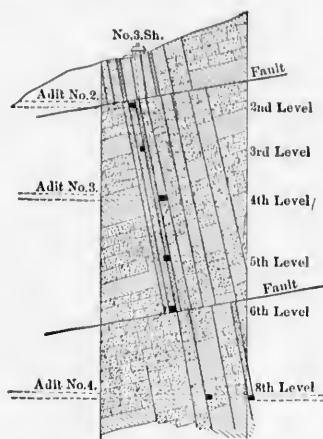 No.3.Sh.
Fault
Adit No.2.
2nd Level
3rd Level
Adit No.3.
4th Level/
5th Level
Fault
6th Level
Adit No.4.
8th Level